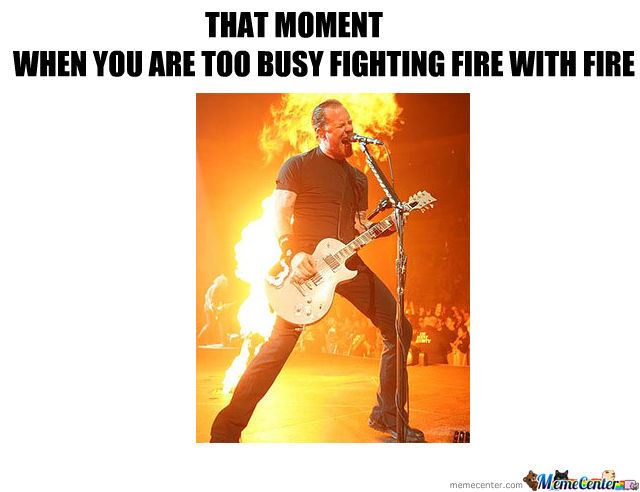 THAT MOMENT
WHEN YOU ARE TOO BUSY FIGHTING FIRE WITH FIRE
memecenter.com MemeCenter